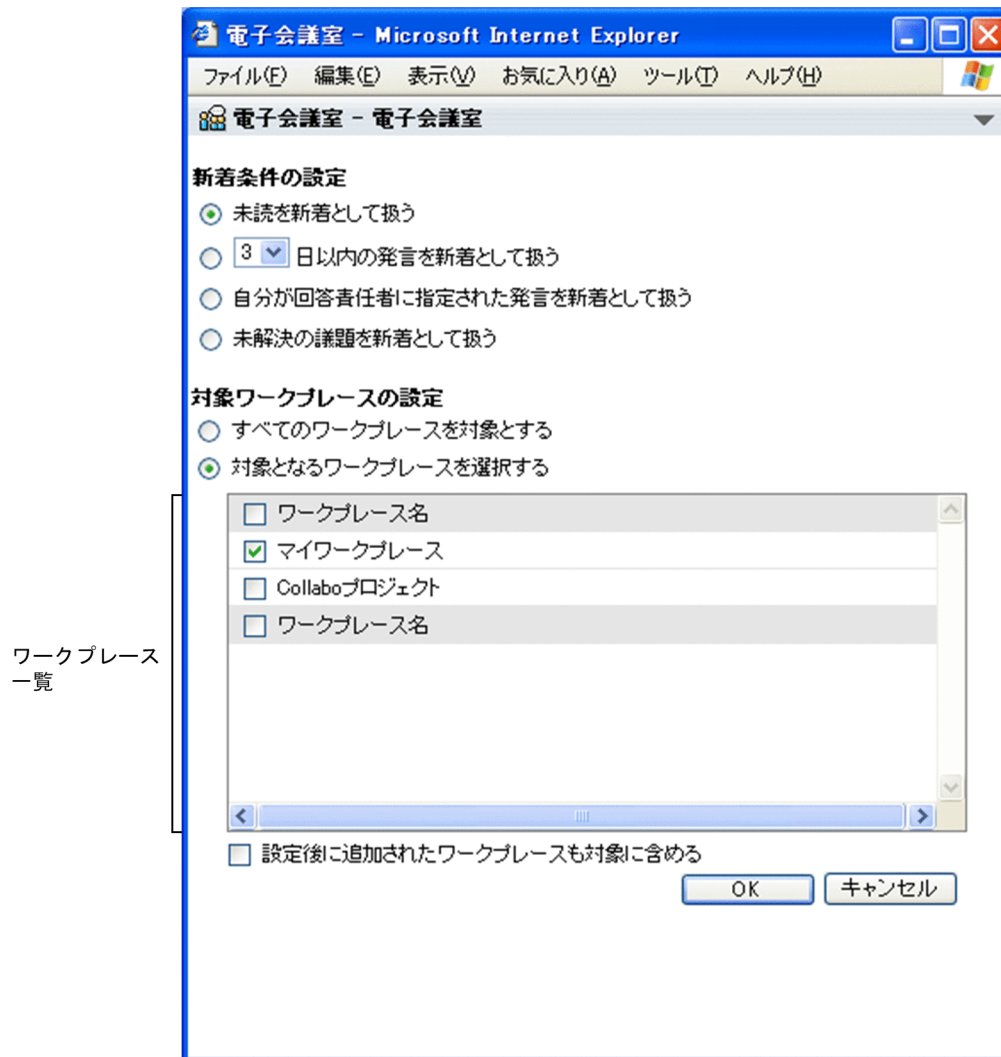 電子会議室 - Microsoft Internet Explorer
ファイル(F) 編集(E) 表示(V) お気に入り(A) ツール(T) ヘルプ(H)
電子会議室 - 電子会議室
新着条件の設定
未読を新着として扱う
3 日以内の発言を新着として扱う
自分が回答責任者に指定された発言を新着として扱う
未解決の議題を新着として扱う
対象ワークプレースの設定
すべてのワークプレースを対象とする
対象となるワークプレースを選択する
ワークプレース名
マイワークプレース
Collaboプロジェクト
ワークプレース名
ワークプレース
一覧
設定後に追加されたワークプレースも対象に含める
OK キャンセル